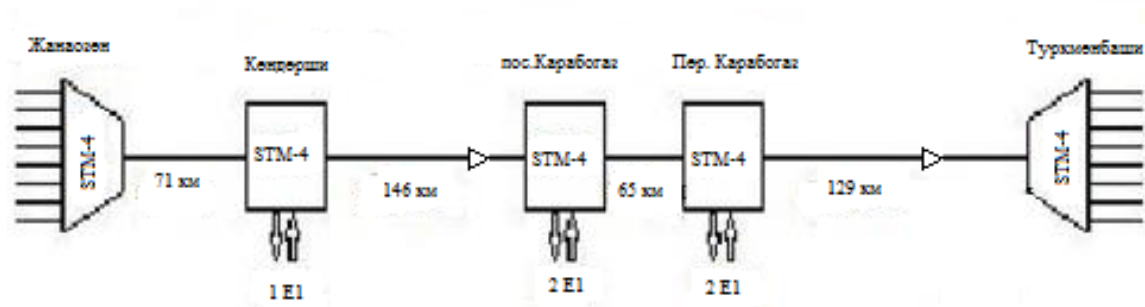 Жанаозен
Кендерши
пос.Карабогаз
Пер. Карабогаз
Туркменбаши
STM-4
STM-4
STM-4
STM-4
STM-4
71 км
146 км
65 км
129 км
1 E1
2 E1
2 E1